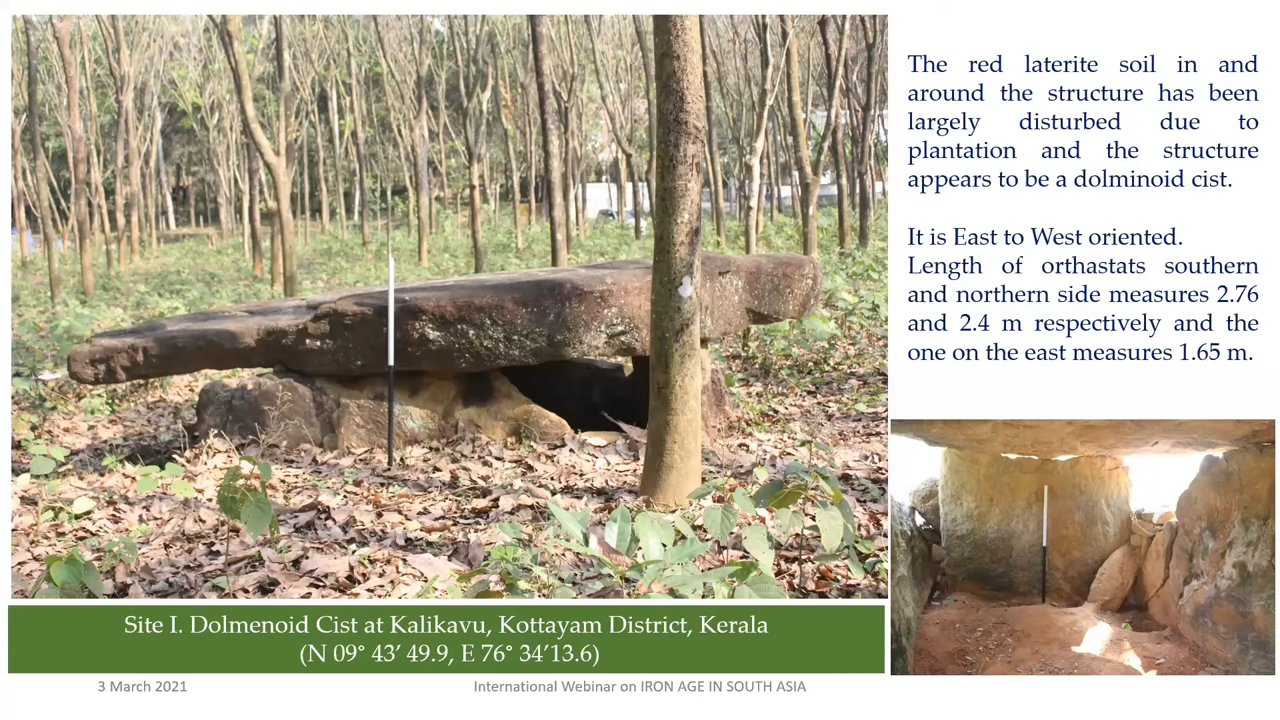 The red laterite soil in and
around the structure has been
largely disturbed due to
plantation and the structure
appears to be a dolminoid cist.
It is East to West oriented.
Length of orthastats southern
and northern side measures 2.76
and 2.4 m respectively and the
one on the east measures 1.65 m.
Site I. Dolmenoid Cist at Kalikavu, Kottayam District, Kerala
(N 09° 43’ 49.9, E 76° 34’13.6)
3 March 2021
International Webinar on IRON AGE IN SOUTH ASIA